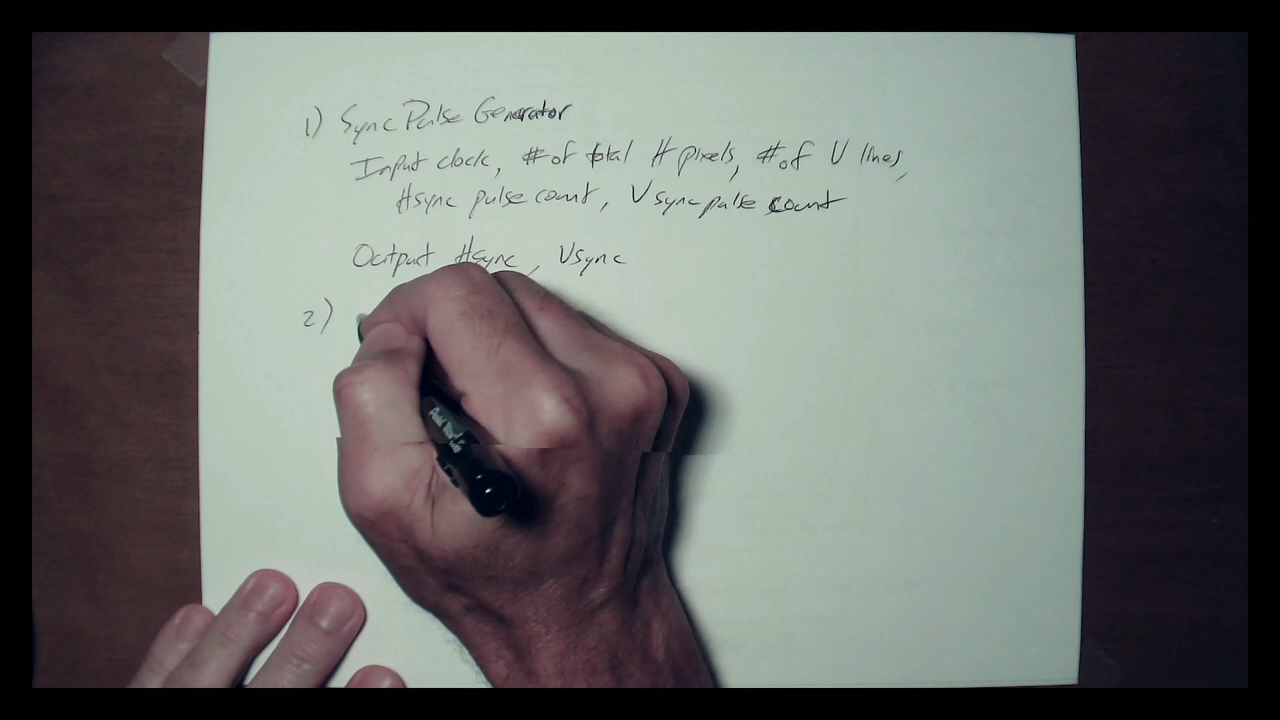 1) Sync Pulse Generator
Input clock, # of total H pixels, # of V lines,
Hsync pulse count, Vsync pulse count
Output Hsync, Vsync
2)